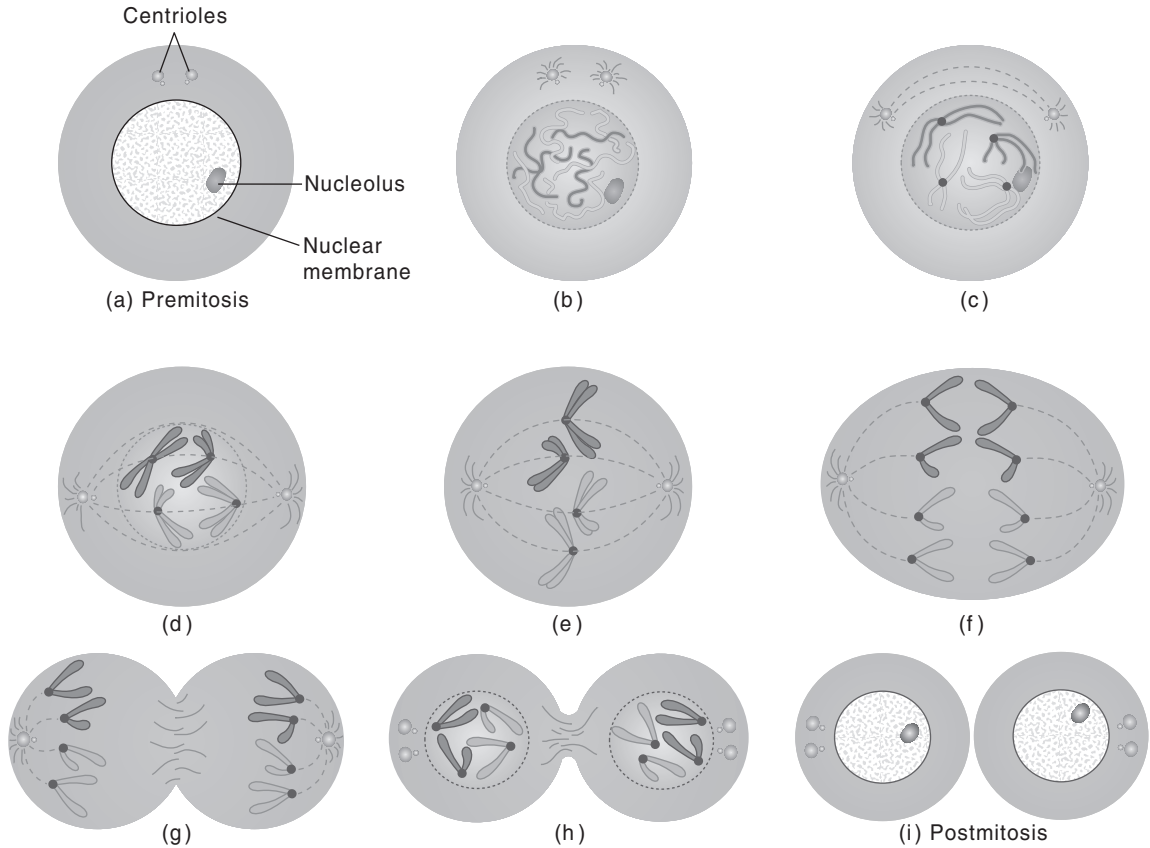 Centrioles
Nucleolus
Nuclear
membrane
(a) Premitosis
(b)
(c)
(d)
(e)
(f)
(g)
(h)
(i) Postmitosis